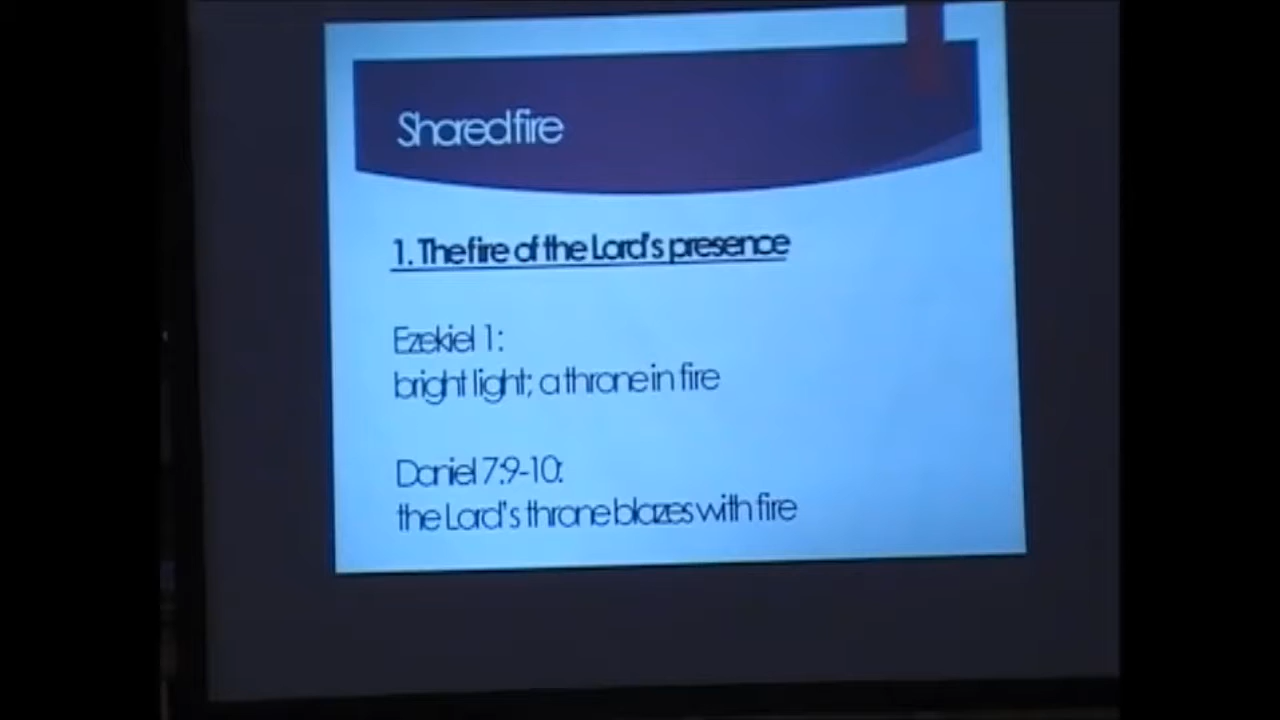 Shared fire
1. The fire of the Lord's presence
Ezekiel 1:
bright light; a throne in fire
Daniel 7:9-10:
the Lord's throne blazes with fire